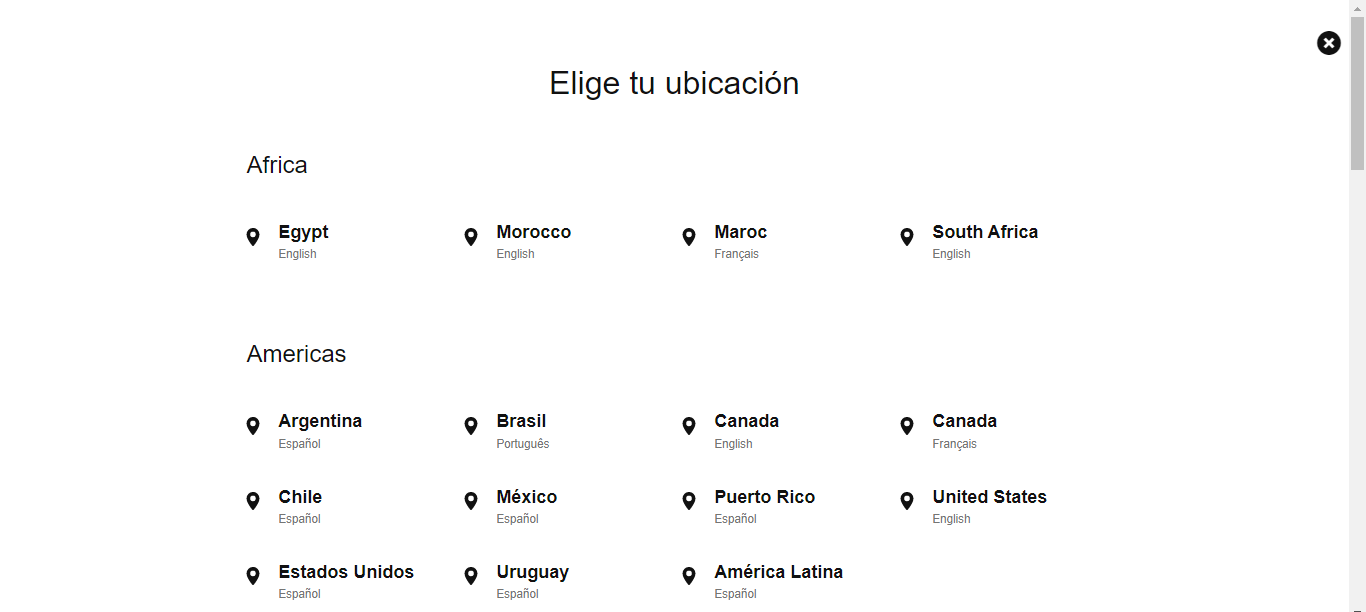 Elige tu ubicación
Africa
Egypt Morocco Maroc South Africa
English English Français English
Americas
Argentina Brasil Canada Canada
Español Português English Français
Chile México Puerto Rico United States
Español Español Español English
Estados Unidos Uruguay América Latina
Español Español Español